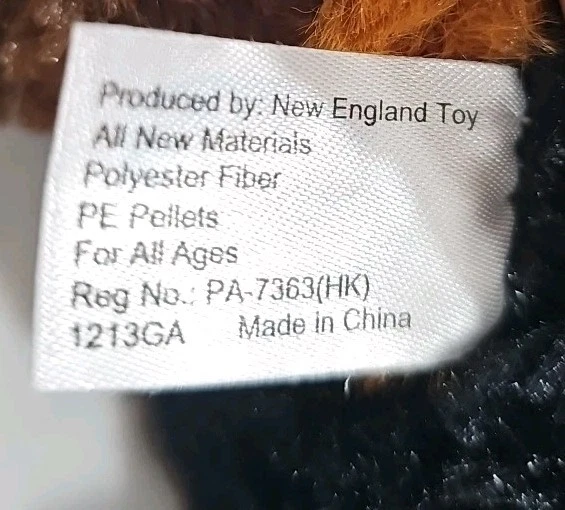 Produced by: New England Toy
All New Materials
Polyester Fiber
PE Pellets
For All Ages
Reg No.: PA-7363(HK)
1213GA Made in China